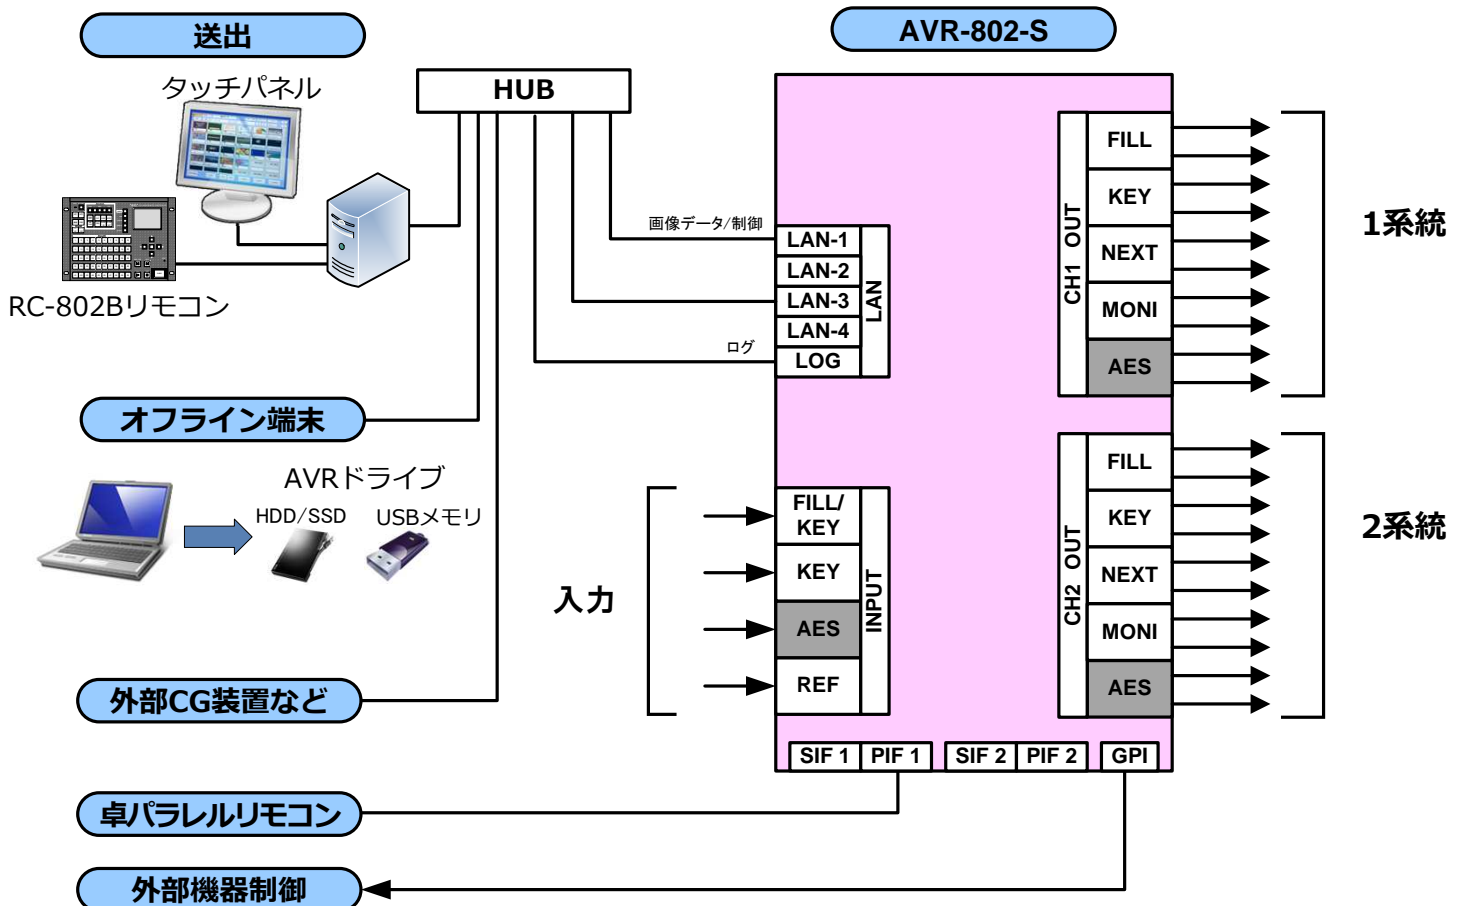 送出
AVR-802-S
タッチパネル
HUB
RC-802Bリモコン
画像データ/制御
ログ
LAN-1
LAN-2
LAN-3
LAN-4
LOG
LAN
CH1 OUT
FILL
KEY
NEXT
MONI
AES
1系統
オフライン端末
AVRドライブ
HDD/SSD
USBメモリ
入力
FILL/
KEY
KEY
AES
REF
INPUT
CH2 OUT
FILL
KEY
NEXT
MONI
AES
2系統
外部CG装置など
SIF 1
PIF 1
SIF 2
PIF 2
GPI
卓パラレルリモコン
外部機器制御